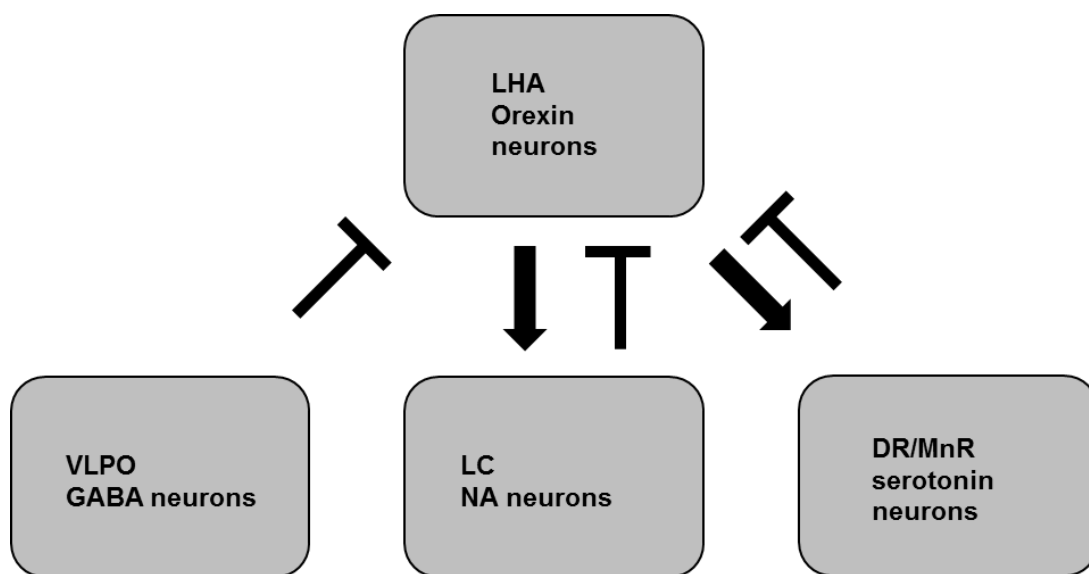 LHA
Orexin
neurons
VLPO
GABA neurons
LC
NA neurons
DR/MnR
serotonin
neurons